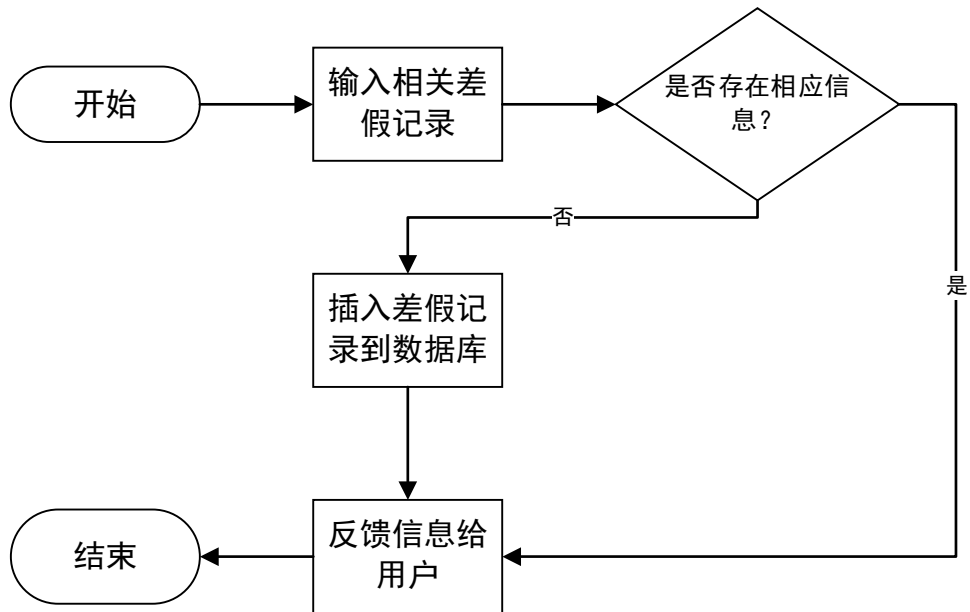 开始
输入相关差
假记录
是否存在相应信
息?
否
是
插入差假记
录到数据库
反馈信息给
用户
结束